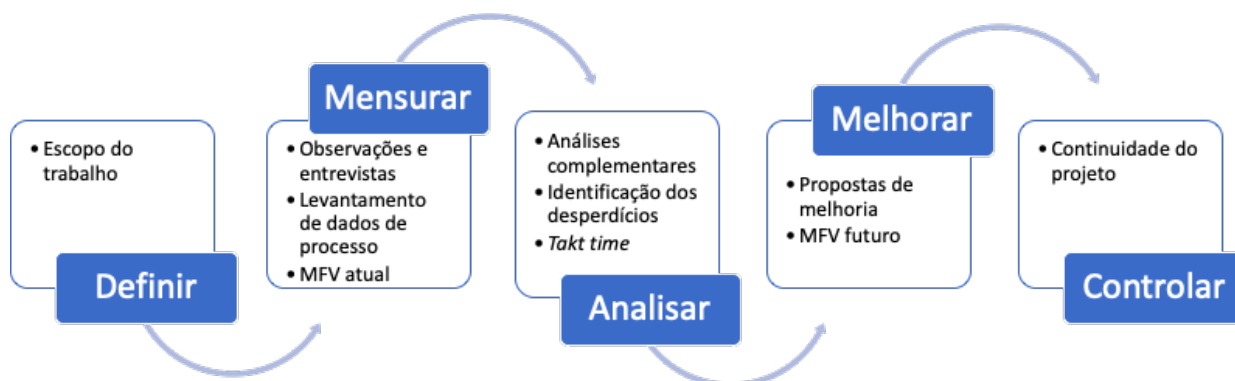 • Escopo do
trabalho
Definir
Mensurar
• Observações e
entrevistas
• Levantamento
de dados de
processo
• MFV atual
• Análises
complementares
• Identificação dos
desperdícios
• Takt time
Analisar
Melhorar
• Propostas de
melhoria
• MFV futuro
• Continuidade do
projeto
Controlar